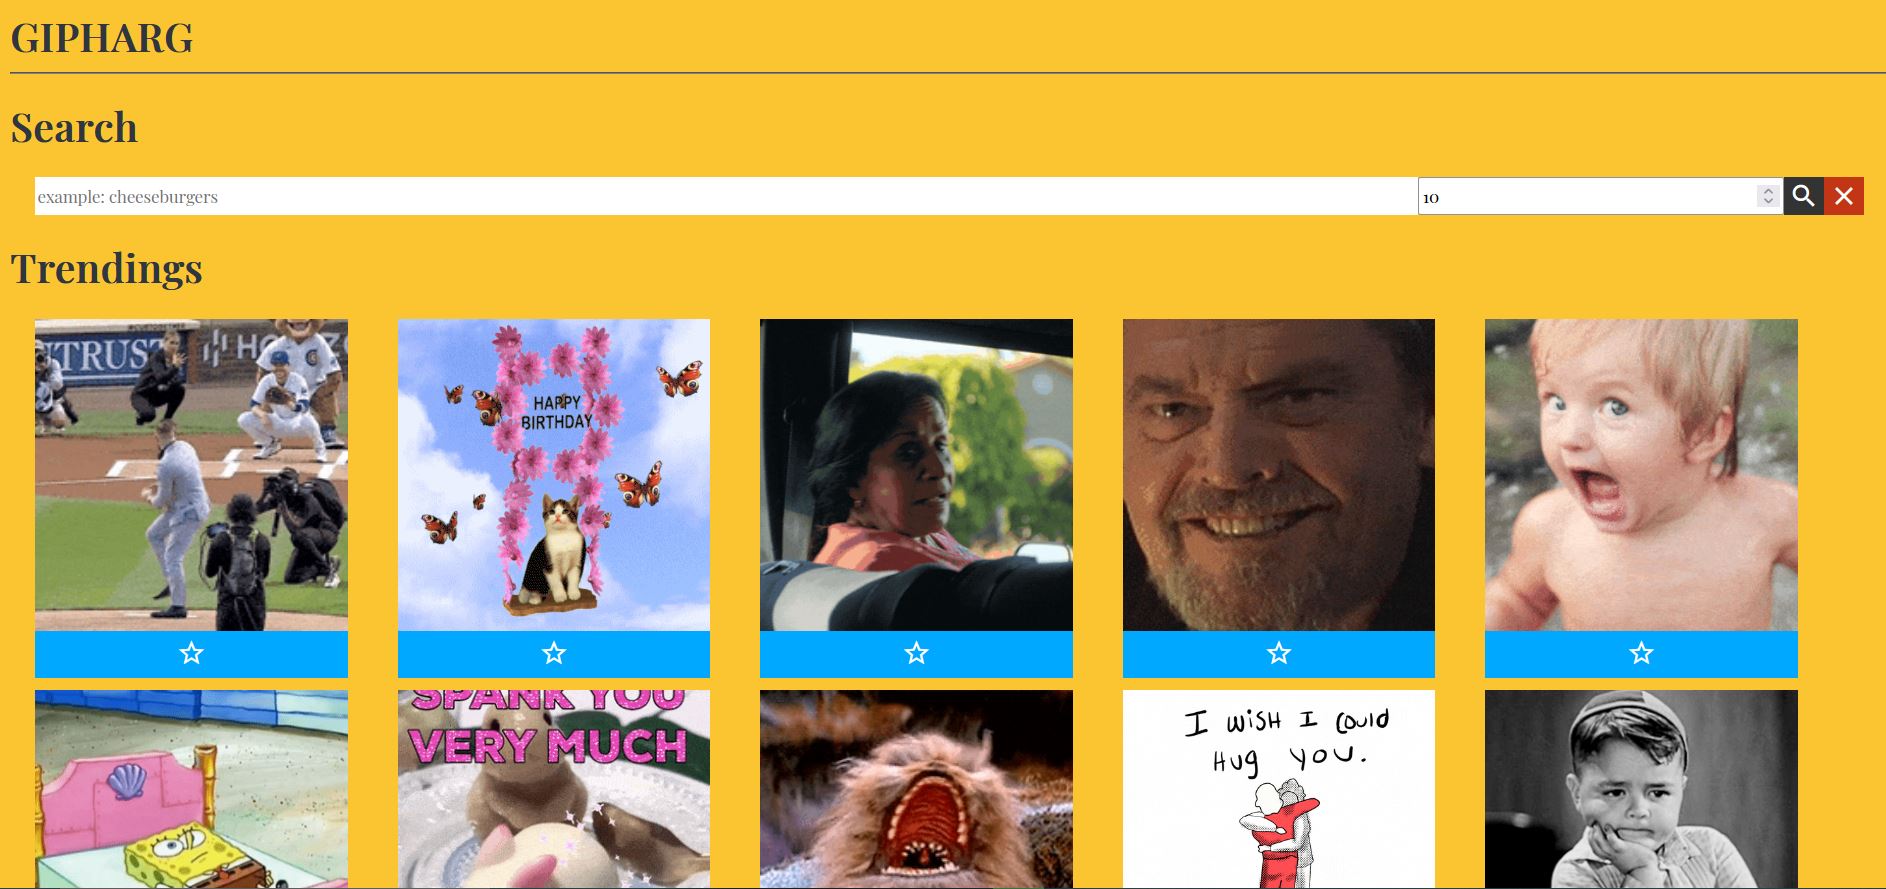 GIPHARG
Search
example: cheeseburgers
10
Trendings
TRUST
HAPPY
BIRTHDAY
SPANK YOU
VERY MUCH
I WISH I COULD
HUG YOU.